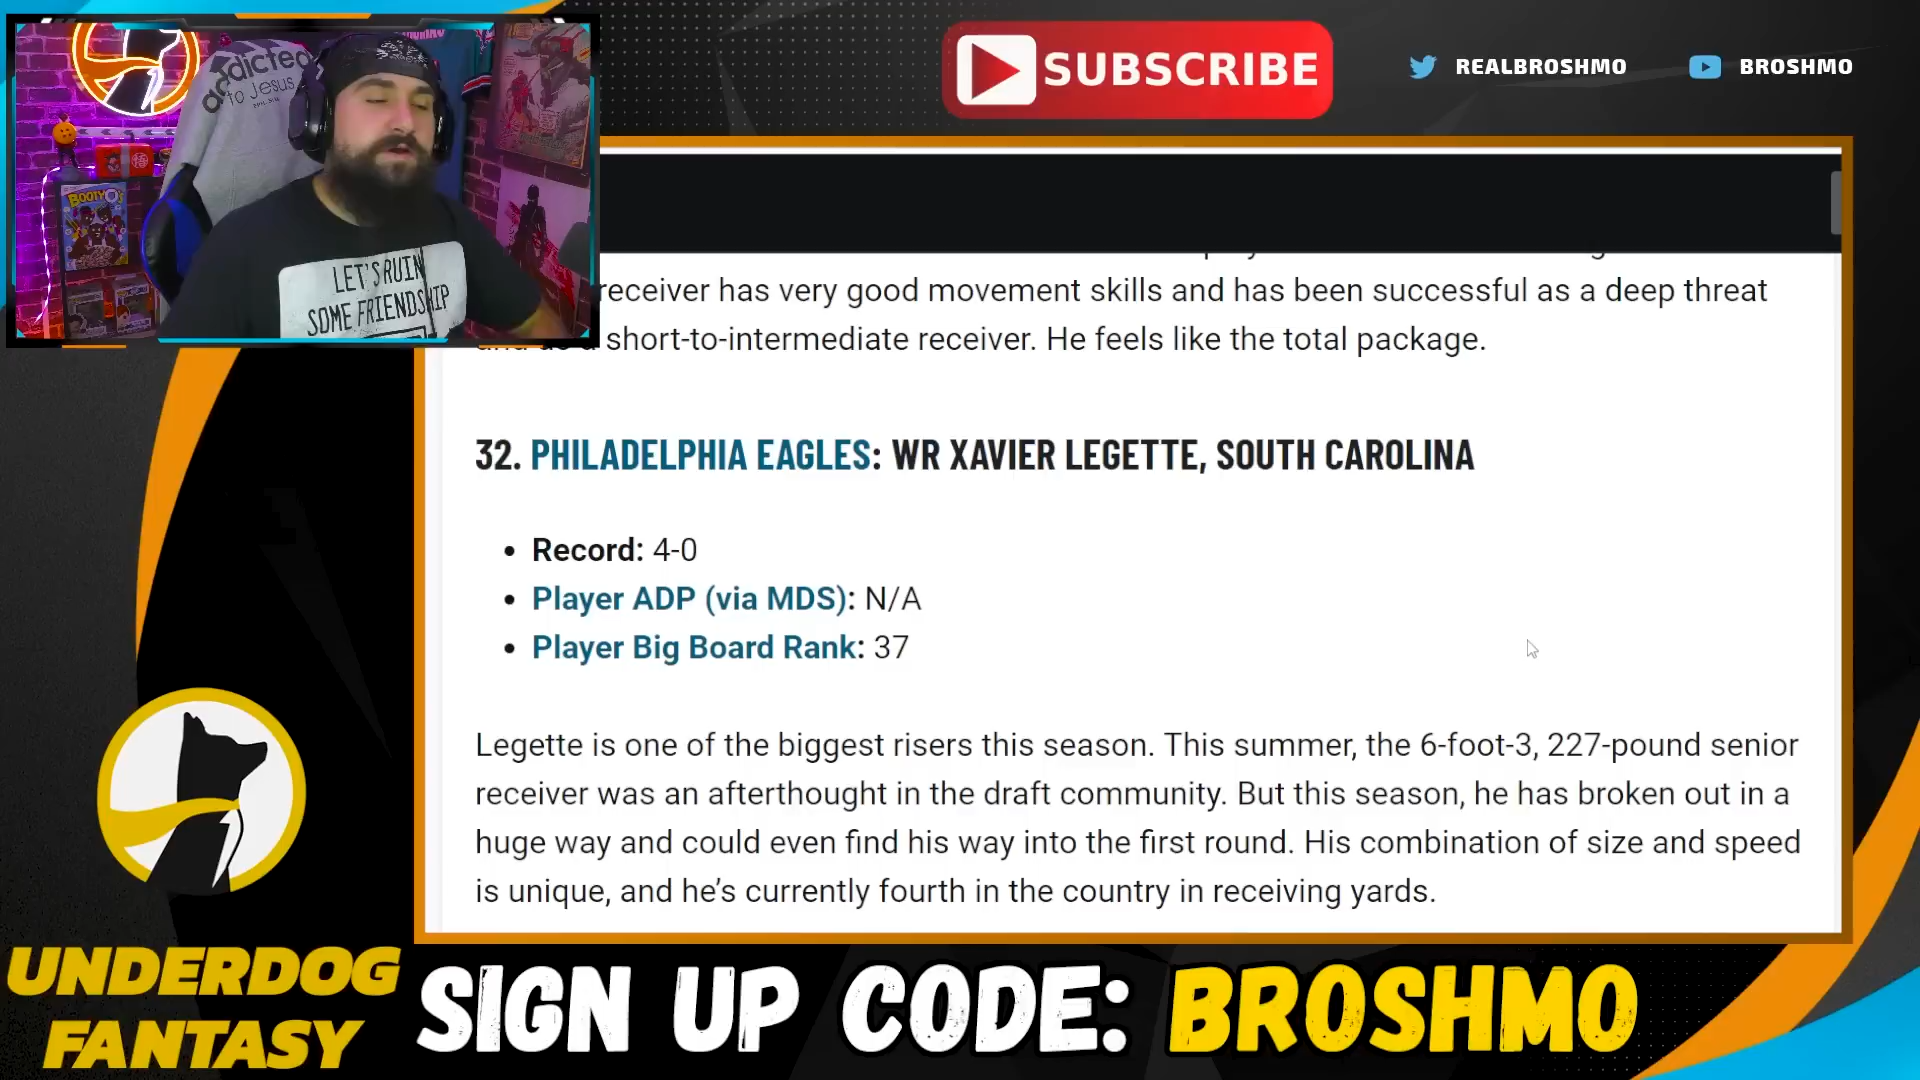 addicted
to Jesus
BOOTY
LET'S RUIN
SOME FRIENDSHIP
SUBSCRIBE
REALBROSHMO
BROSHMO
receiver has very good movement skills and has been successful as a deep threat
short-to-intermediate receiver. He feels like the total package.
32. PHILADELPHIA EAGLES: WR XAVIER LEGETTE, SOUTH CAROLINA
• Record: 4-0
• Player ADP (via MDS): N/A
• Player Big Board Rank: 37
Legette is one of the biggest risers this season. This summer, the 6-foot-3, 227-pound senior
receiver was an afterthought in the draft community. But this season, he has broken out in a
huge way and could even find his way into the first round. His combination of size and speed
is unique, and he's currently fourth in the country in receiving yards.
UNDERDOG
FANTASY
SIGN UP CODE: BROSHMO